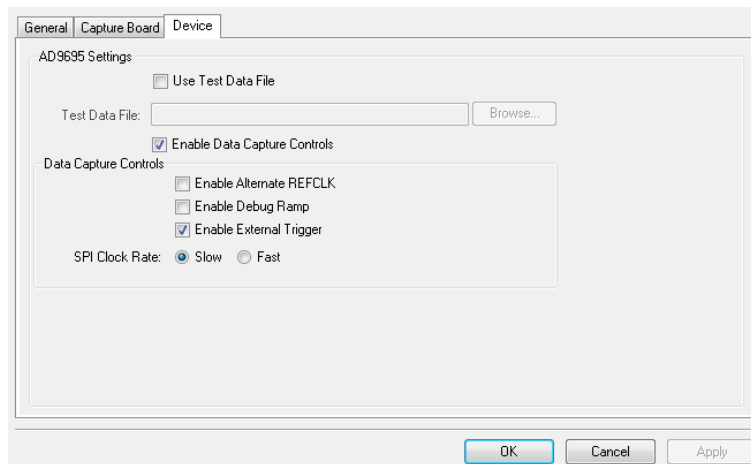 General Capture Board Device
AD9695 Settings
Use Test Data File
Test Data File: Browse...
Enable Data Capture Controls
Data Capture Controls
Enable Alternate REFCLK
Enable Debug Ramp
Enable External Trigger
SPI Clock Rate: Slow Fast
OK Cancel Apply